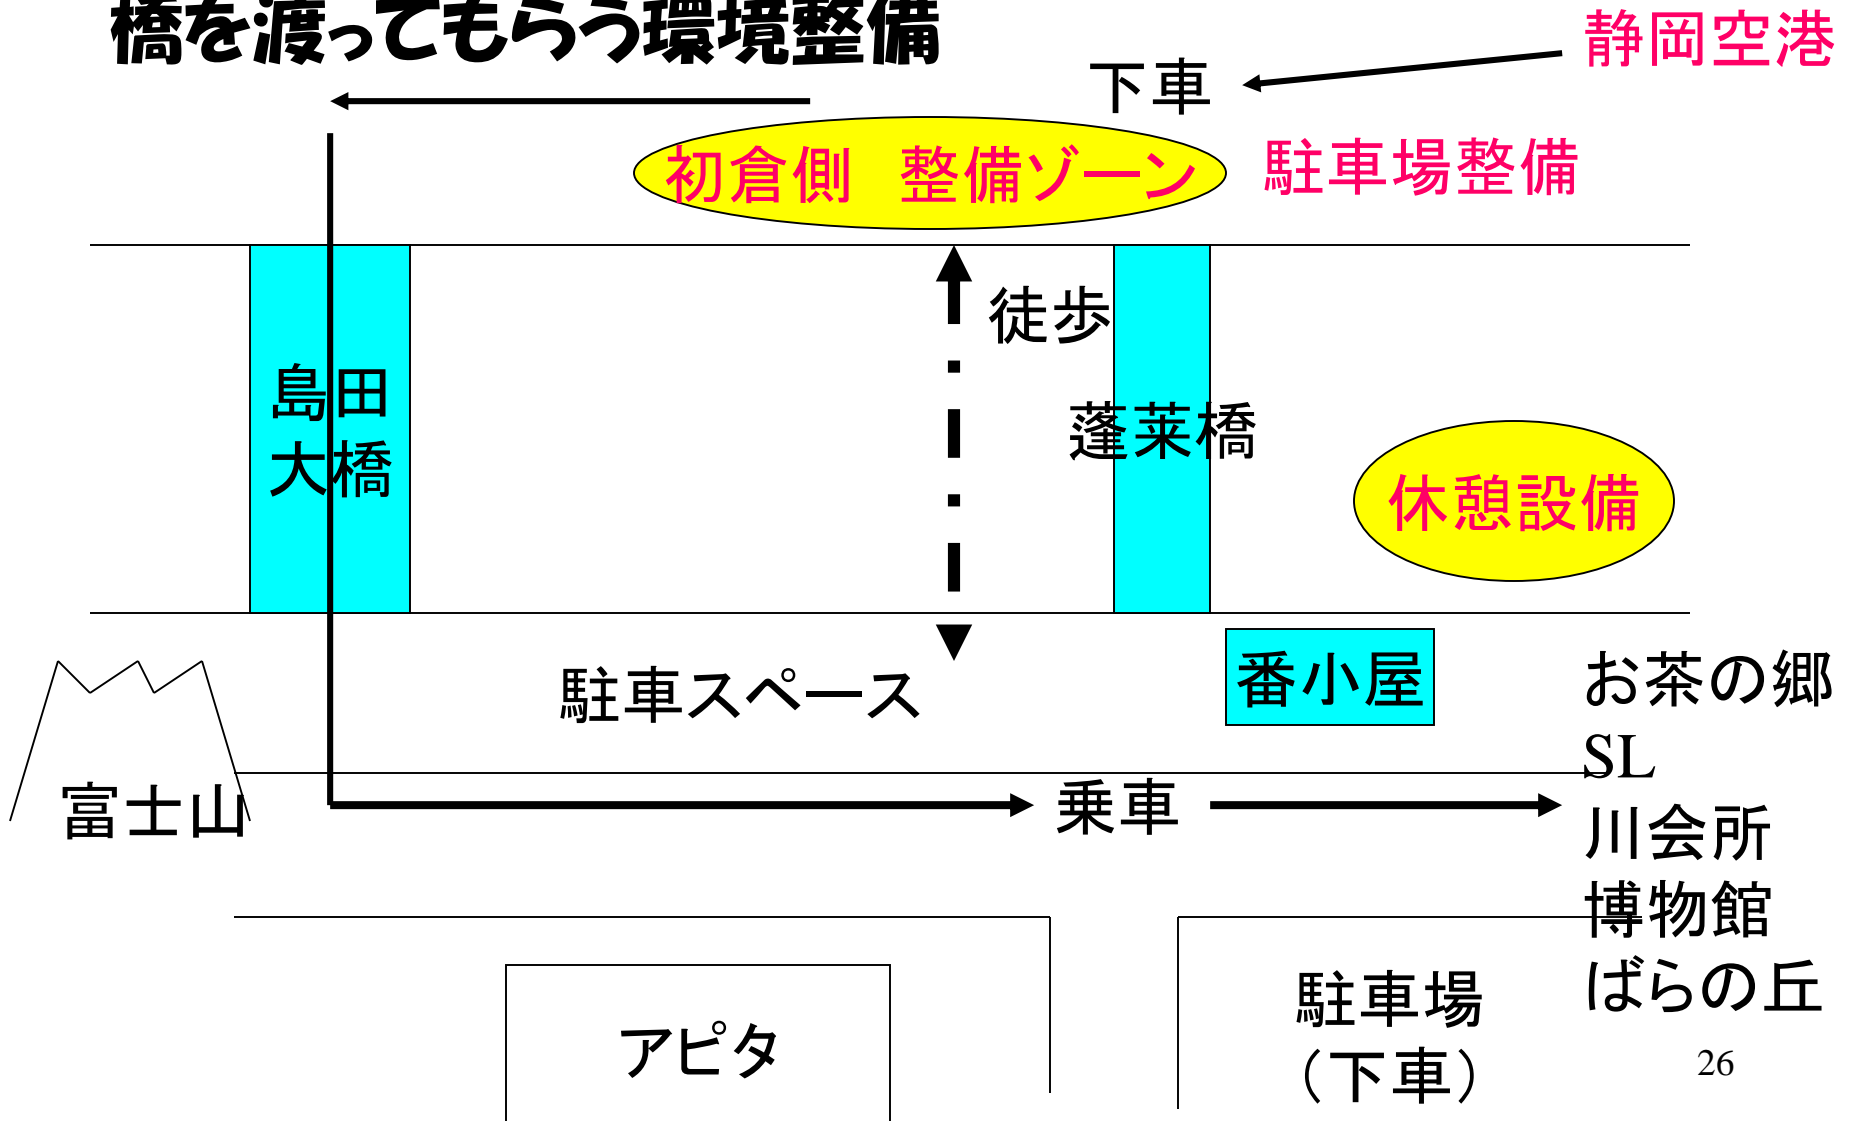 橋を渡ってもらう環境整備
静岡空港
下車
初倉側　整備ゾーン
駐車場整備
徒歩
島田
大橋
蓬莱橋
休憩設備
番小屋
駐車スペース
富士山
乗車
お茶の郷
SL
川会所
博物館
ばらの丘
アピタ
駐車場
（下車）
26